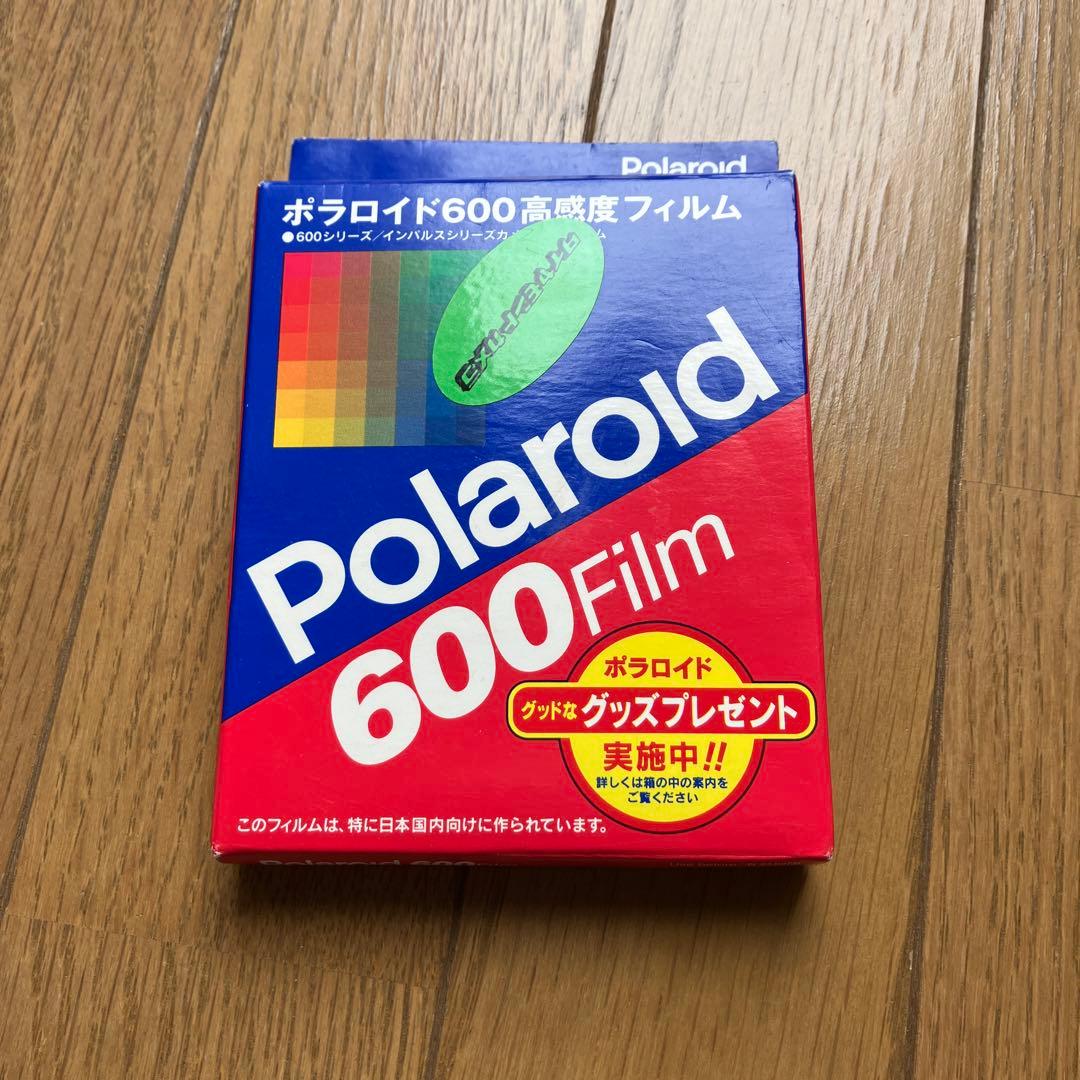 Polaroid
ポラロイド600高感度フィルム
●600シリーズ/インパルスシリーズカ
Polaroid
600Film
ポラロイド
グッドなグッズプレゼント
実施中!!
詳しくは箱の中の案内を
ご覧ください
このフィルムは、特に日本国内向けに作られています。
Polaroid 600